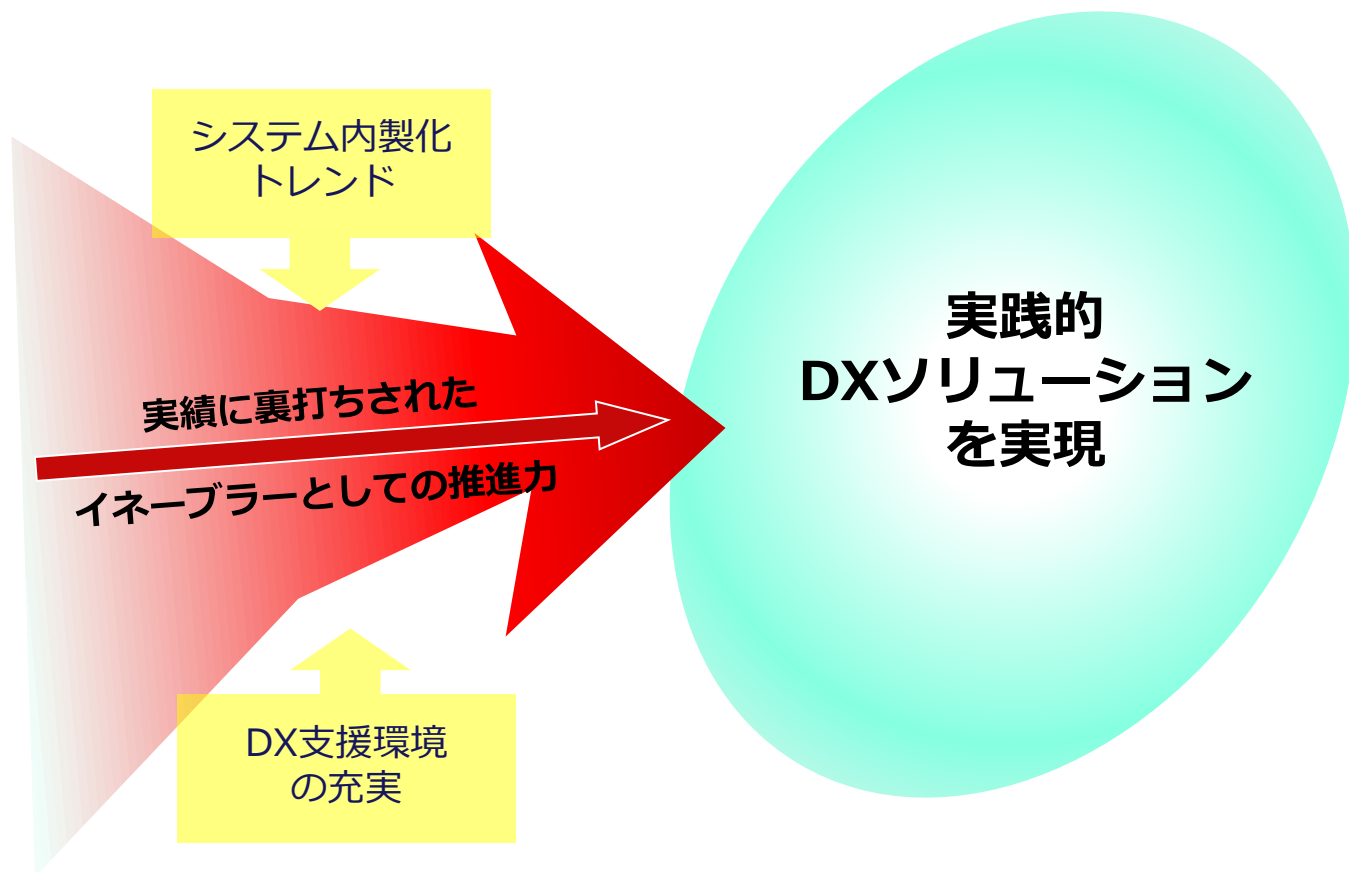 システム内製化
トレンド
実績に裏打ちされた
イネーブラーとしての推進力
DX支援環境
の充実
実践的
DXソリューション
を実現